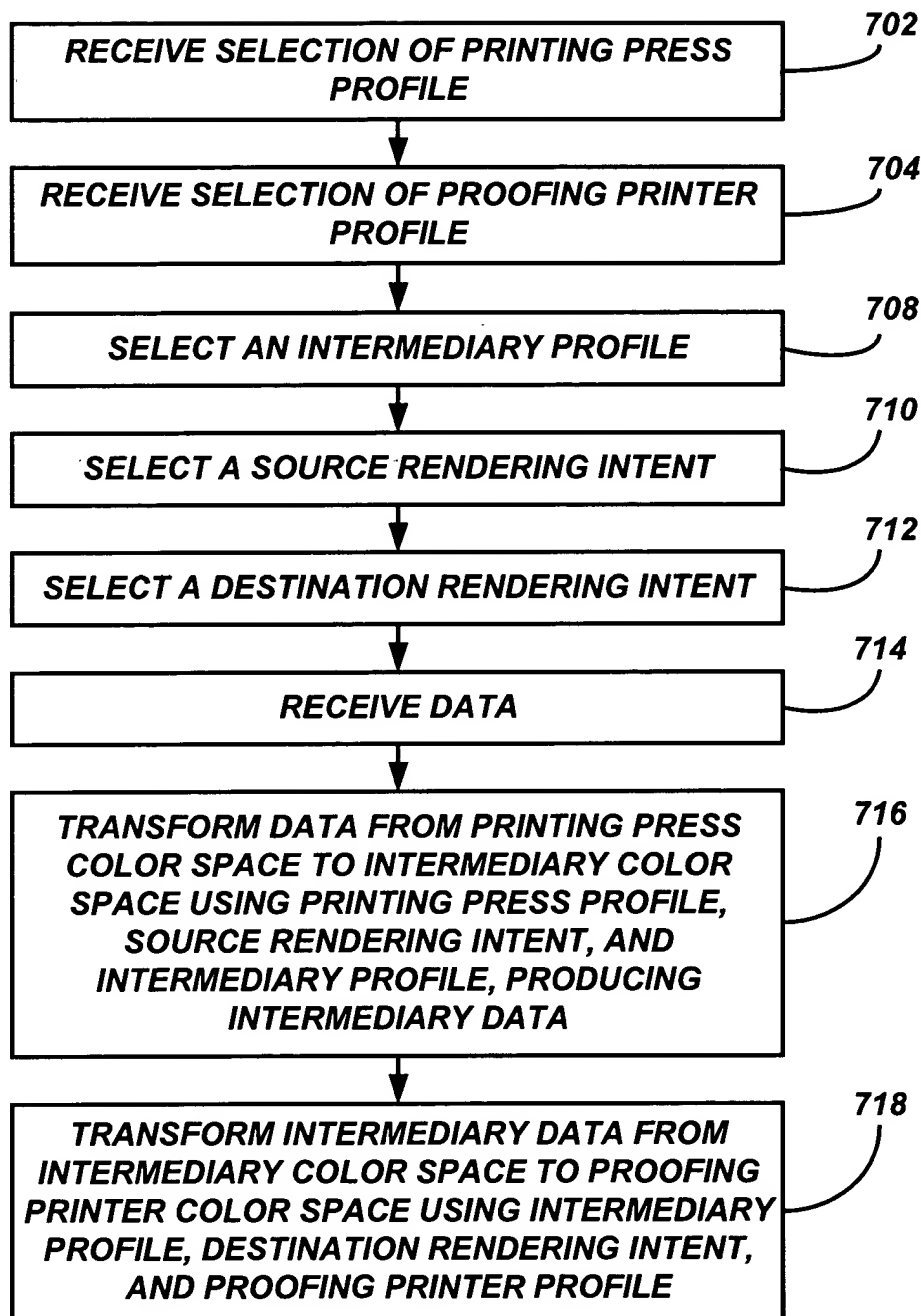 702
RECEIVE SELECTION OF PRINTING PRESS
PROFILE
704
RECEIVE SELECTION OF PROOFING PRINTER
PROFILE
708
SELECT AN INTERMEDIARY PROFILE
710
SELECT A SOURCE RENDERING INTENT
712
SELECT A DESTINATION RENDERING INTENT
714
RECEIVE DATA
716
TRANSFORM DATA FROM PRINTING PRESS
COLOR SPACE TO INTERMEDIARY COLOR
SPACE USING PRINTING PRESS PROFILE,
SOURCE RENDERING INTENT, AND
INTERMEDIARY PROFILE, PRODUCING
INTERMEDIARY DATA
718
TRANSFORM INTERMEDIARY DATA FROM
INTERMEDIARY COLOR SPACE TO PROOFING
PRINTER COLOR SPACE USING INTERMEDIARY
PROFILE, DESTINATION RENDERING INTENT,
AND PROOFING PRINTER PROFILE